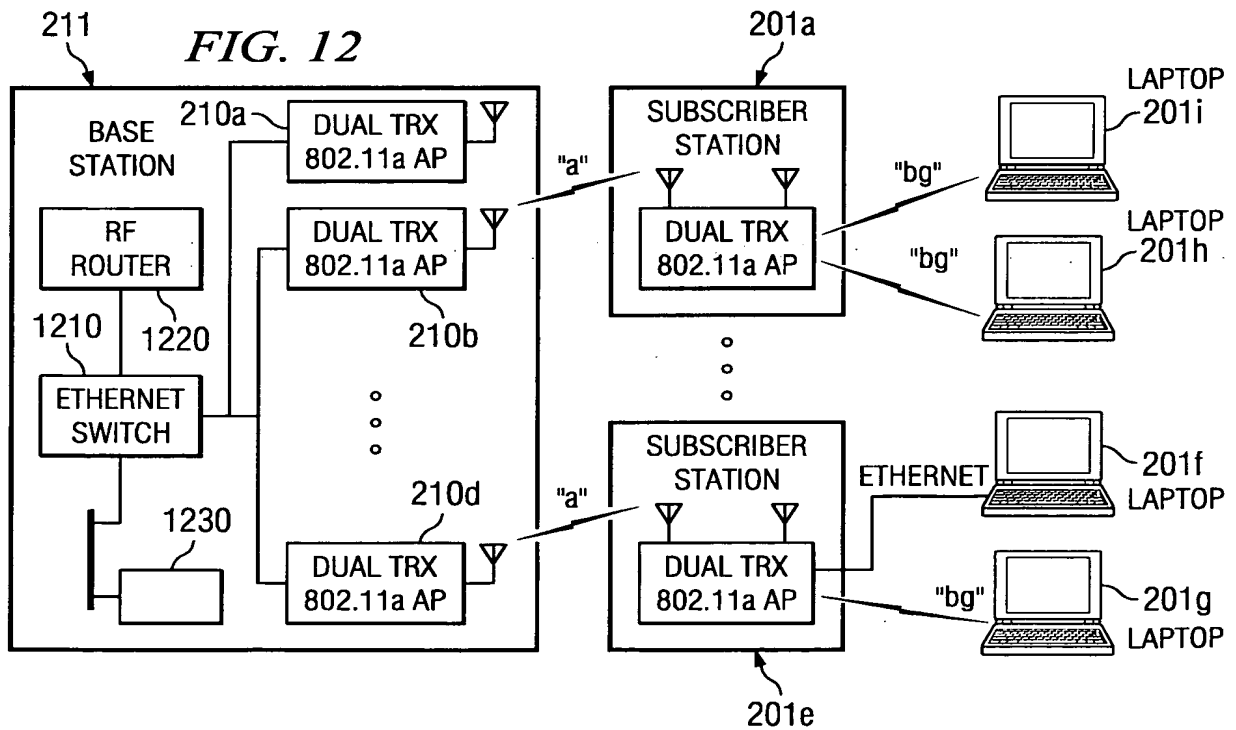 211
FIG. 12
BASE
STATION
210a
DUAL TRX
802.11a AP
RF
ROUTER
1220
DUAL TRX
802.11a AP
210b
1210
ETHERNET
SWITCH
1230
210d
DUAL TRX
802.11a AP
"a"
"a"
201a
SUBSCRIBER
STATION
DUAL TRX
802.11a AP
"bg"
"bg"
LAPTOP
201i
LAPTOP
201h
SUBSCRIBER
STATION
DUAL TRX
802.11a AP
201e
ETHERNET
"bg"
201f
LAPTOP
201g
LAPTOP